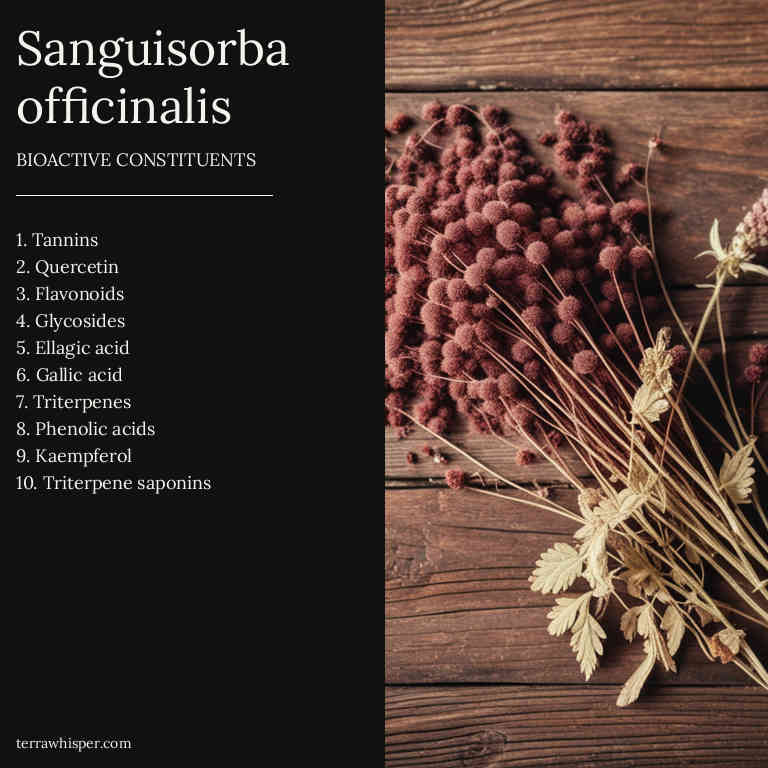 Sanguisorba
officinalis
BIOACTIVE CONSTITUENTS
1. Tannins
2. Quercetin
3. Flavonoids
4. Glycosides
5. Ellagic acid
6. Gallic acid
7. Triterpenes
8. Phenolic acids
9. Kaempferol
10. Triterpene saponins
terrawhisper.com